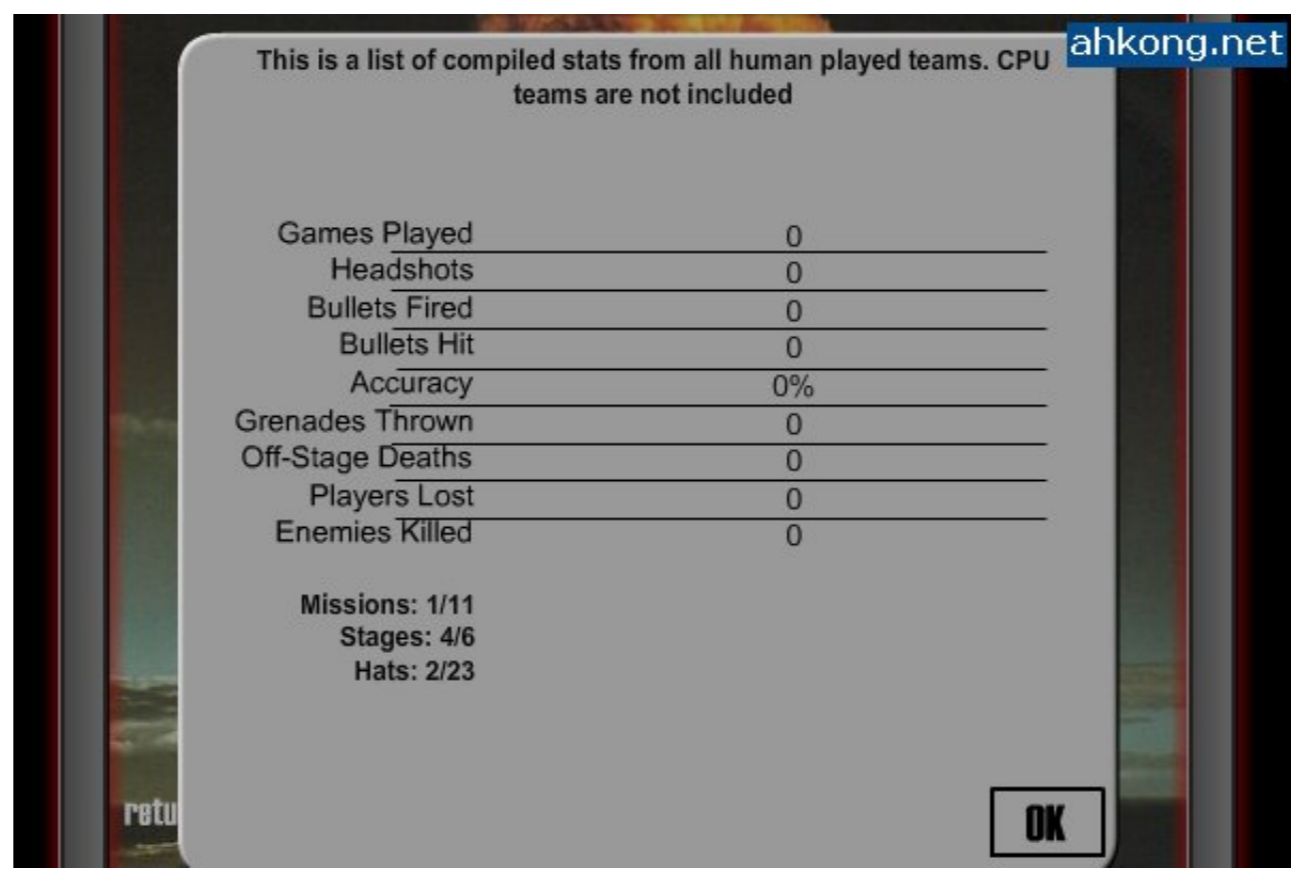 ahkong.net
This is a list of compiled stats from all human played teams. CPU
teams are not included
Games Played 0
Headshots 0
Bullets Fired 0
Bullets Hit 0
Accuracy 0%
Grenades Thrown 0
Off-Stage Deaths 0
Players Lost 0
Enemies Killed 0
Missions: 1/11
Stages: 4/6
Hats: 2/23
retu
OK